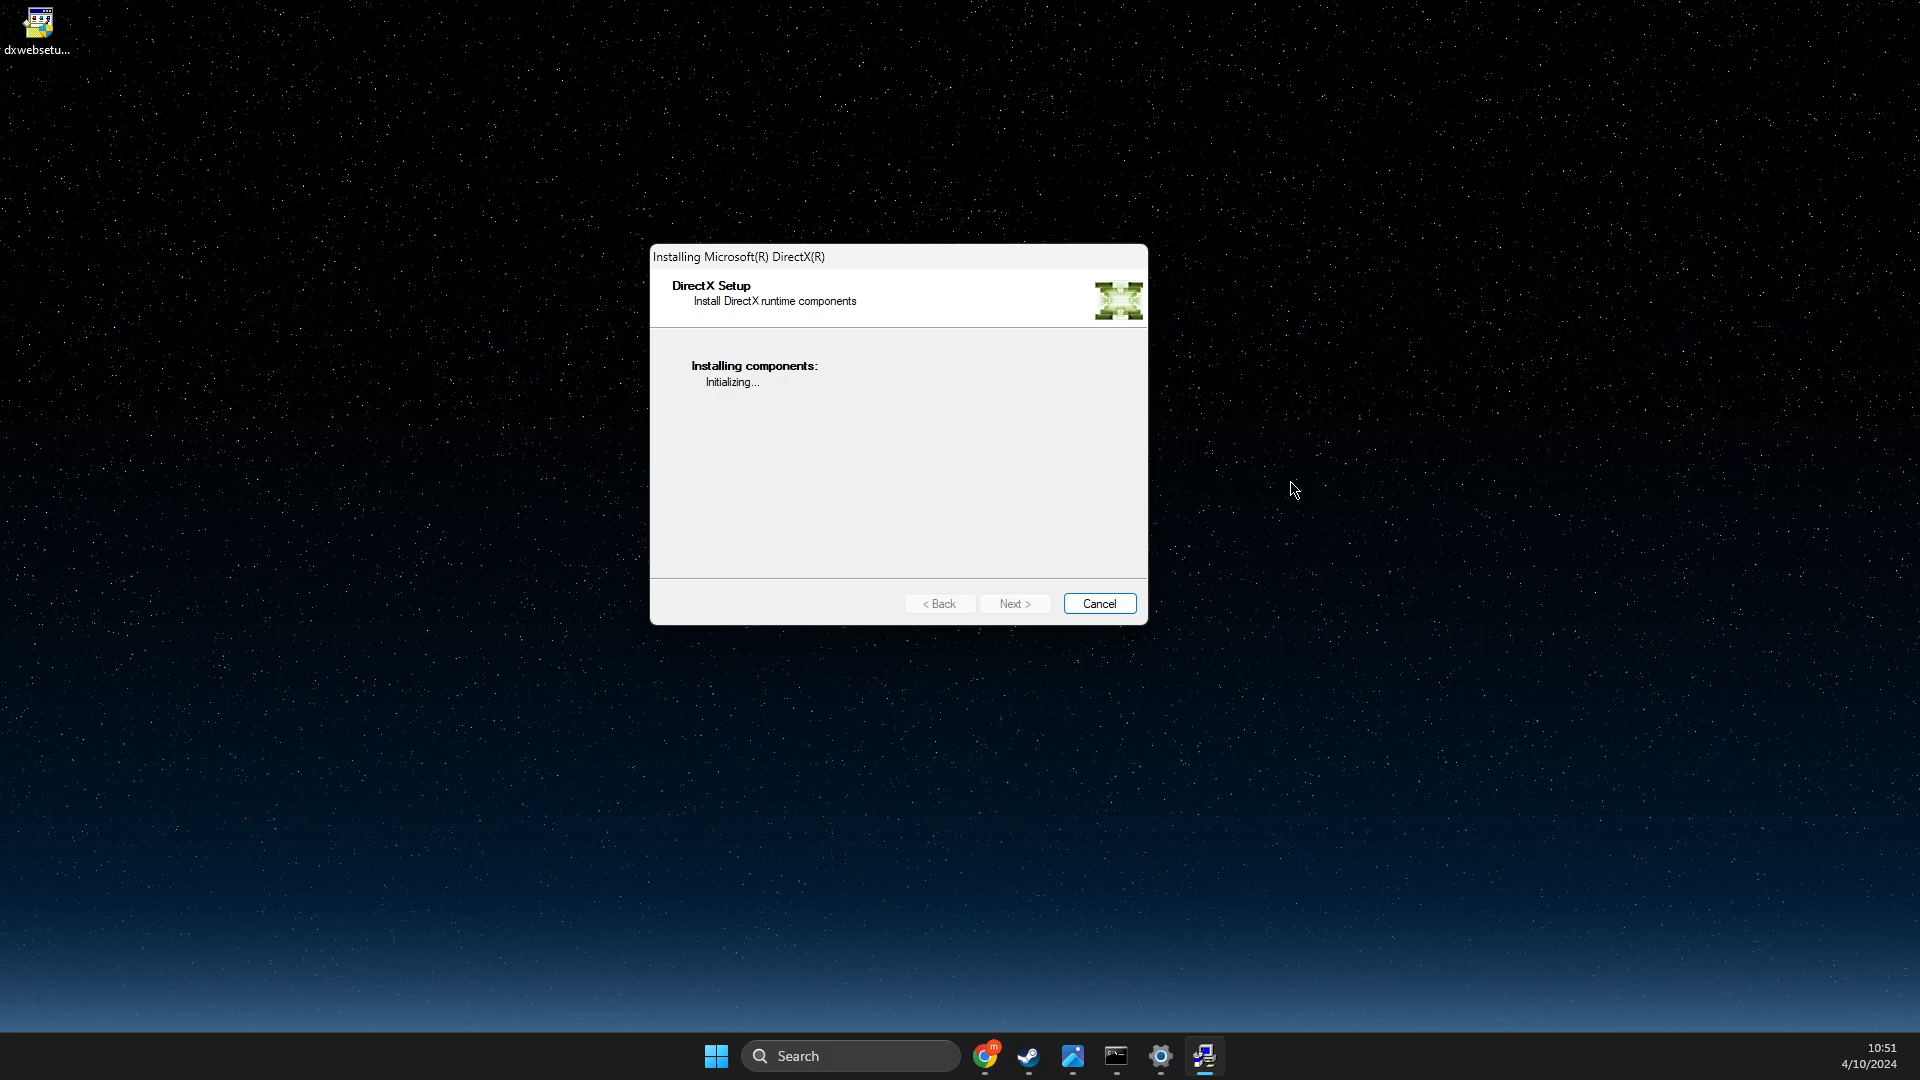 dxwebsetu...
Installing Microsoft(R) DirectX(R)
DirectX Setup
Install DirectX runtime components
Installing components:
Initializing...
< Back
Next >
Cancel
Search
m
10:51
4/10/2024